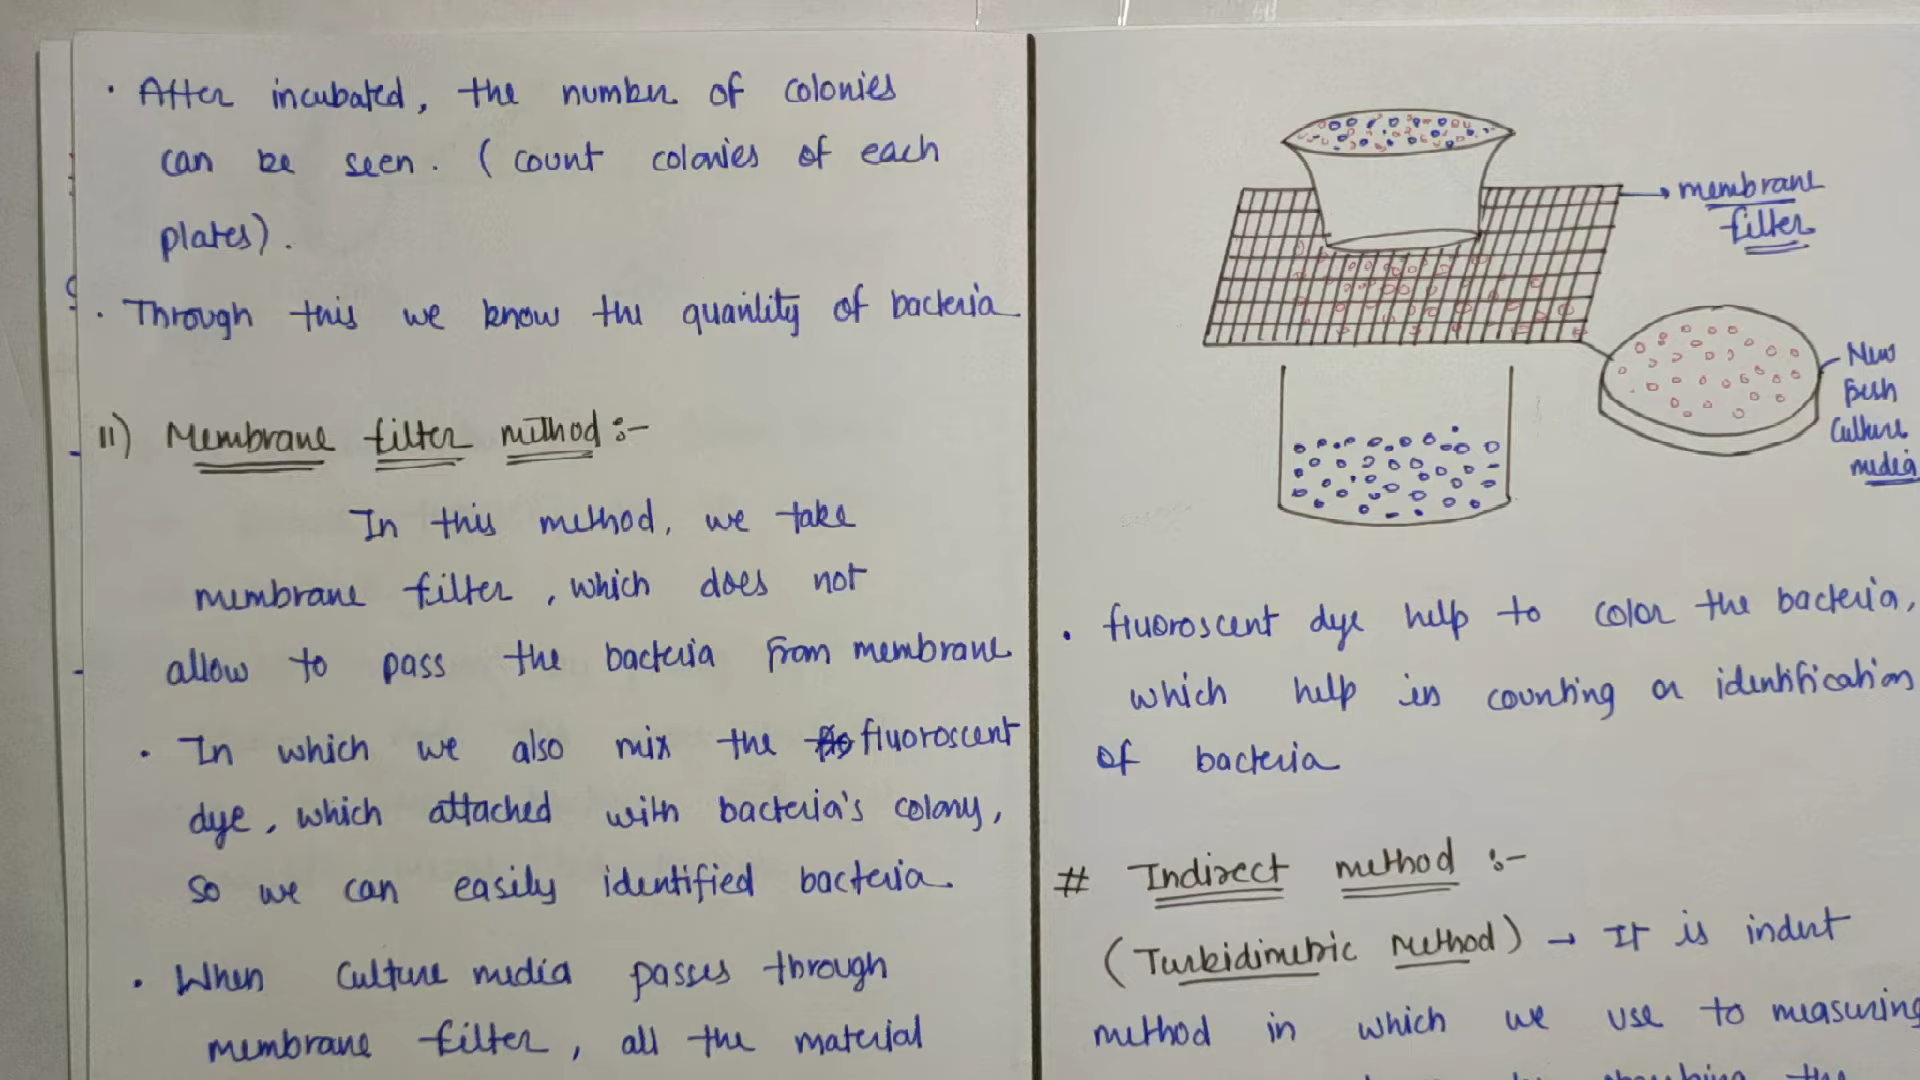 • After incubated, the number of colonies
can be seen. (count colonies of each
plates).
• Through this we know the quantity of bacteria
II) Membrane filter method :-
In this method, we take
membrane filter, which does not
allow to pass the bacteria from membrane
• In which we also mix the fluoroscent
dye, which attached with bacteria's colony,
so we can easily identified bacteria.
• When culture media passes through
membrane filter, all the material
→ membrane
filter
New
fresh
culture
media
• fluoroscent dye help to color the bacteria,
which help in counting or identification
of bacteria
# Indirect method :-
(Turbidimetric method) → It is
method in which we use to measuring
the